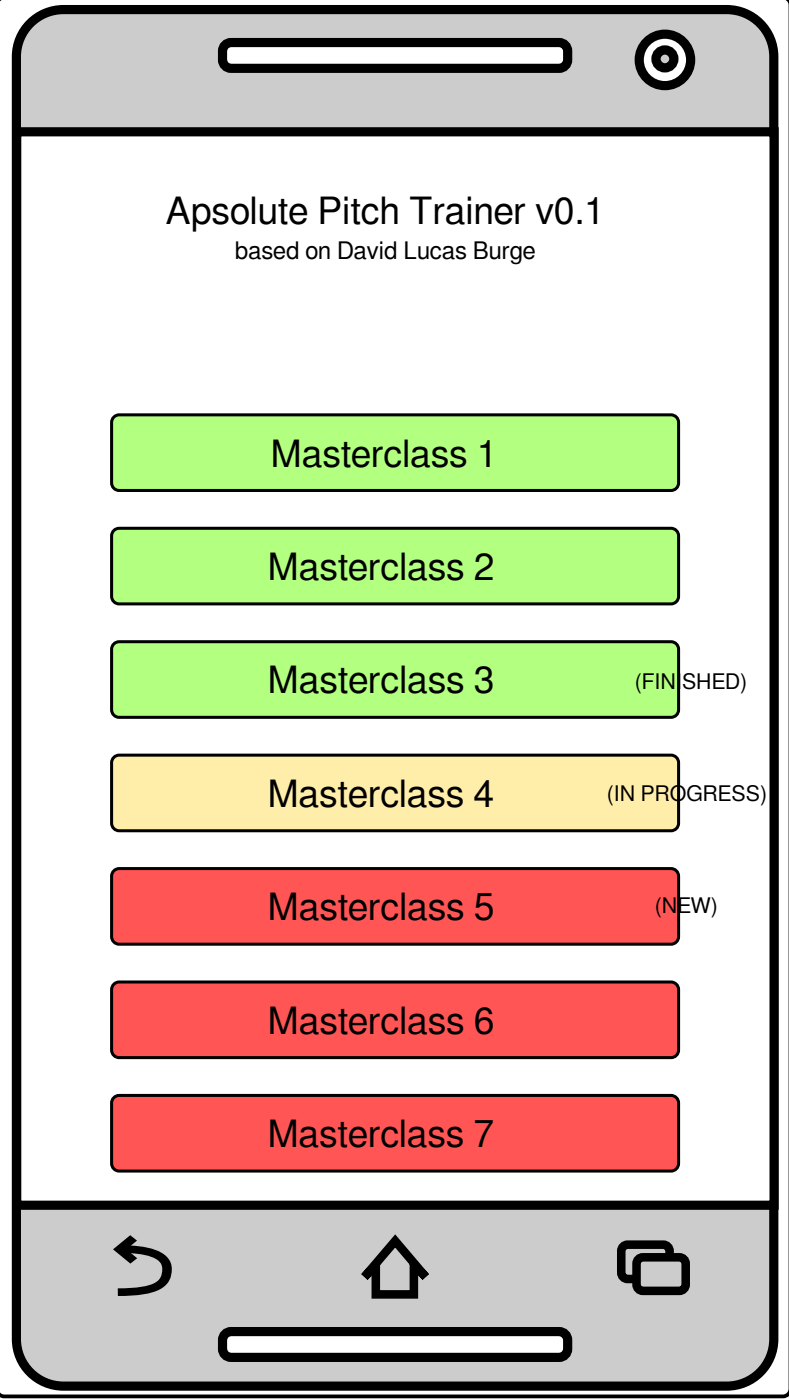 Apsolute Pitch Trainer v0.1
based on David Lucas Burge
Masterclass 1
Masterclass 2
Masterclass 3 (FINISHED)
Masterclass 4 (IN PROGRESS)
Masterclass 5 (NEW)
Masterclass 6
Masterclass 7